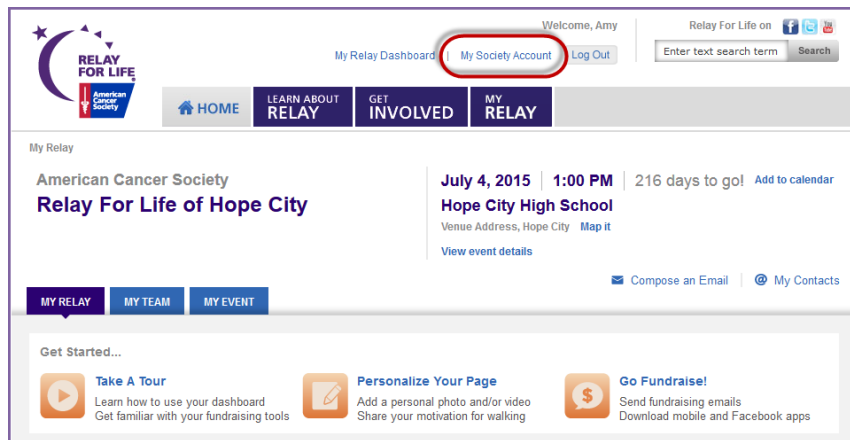 Welcome, Amy
Relay For Life on
My Relay Dashboard | My Society Account Log Out
Enter text search term Search
RELAY
FOR LIFE
American
Cancer
Society
HOME
LEARN ABOUT
RELAY
GET
INVOLVED
MY
RELAY
My Relay
American Cancer Society
Relay For Life of Hope City
July 4, 2015 | 1:00 PM | 216 days to go! Add to calendar
Hope City High School
Venue Address, Hope City Map it
View event details
Compose an Email | @ My Contacts
MY RELAY MY TEAM MY EVENT
Get Started...
Take A Tour
Learn how to use your dashboard
Get familiar with your fundraising tools
Personalize Your Page
Add a personal photo and/or video
Share your motivation for walking
$
Go Fundraise!
Send fundraising emails
Download mobile and Facebook apps